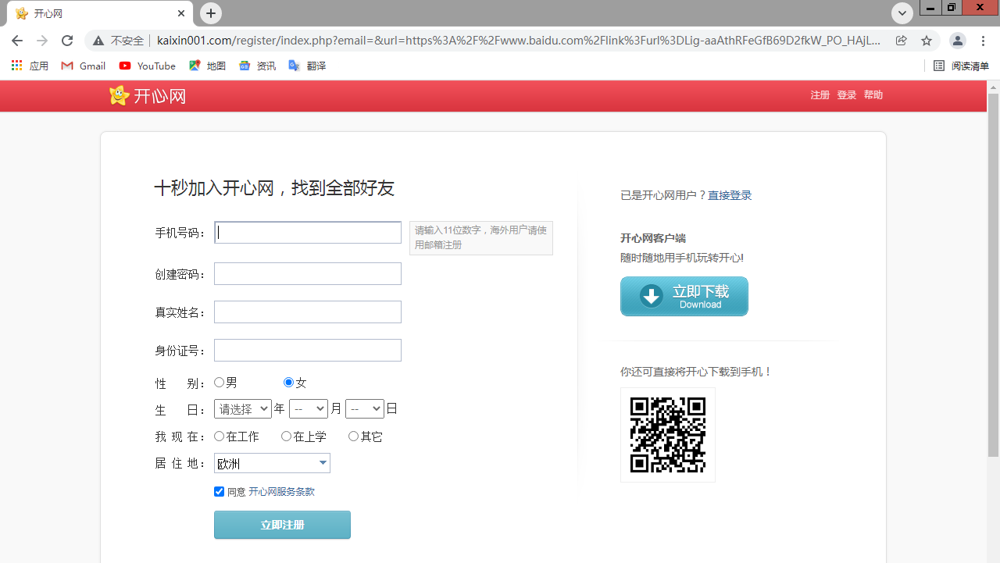 开心网
不安全
kaixin001.com/register/index.php?email=&url=https%3A%2F%2Fwww.baidu.com%2Flink%3Furl%3DLig-aaAthRFeGfB69D2fkW_PO_HAjL...
应用 Gmail YouTube 地图 资讯 翻译 阅读清单
开心网 注册 登录 帮助
十秒加入开心网，找到全部好友
手机号码：
请输入11位数字，海外用户请使
用邮箱注册
创建密码：
真实姓名：
身份证号：
性 别： 男 女
生 日： 请选择 年 -- 月 -- 日
我 现 在： 在工作 在上学 其它
居 住 地： 欧洲
同意 开心网服务条款
立即注册
已是开心网用户？直接登录
开心网客户端
随时随地用手机玩转开心!
立即下载
Download
你还可直接将开心下载到手机！